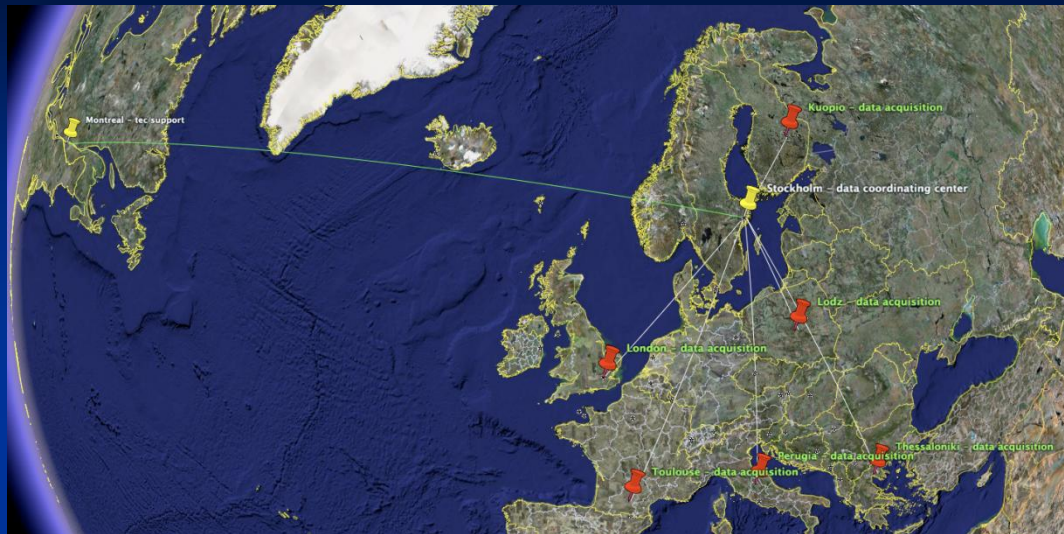 Kuopio - data acquisition
Montreal - tec support
Stockholm - data coordinating center
Lodz - data acquisition
London - data acquisition
Thessaloniki - data acquisition
Perugia - data acquisition
Toulouse - data acquisition